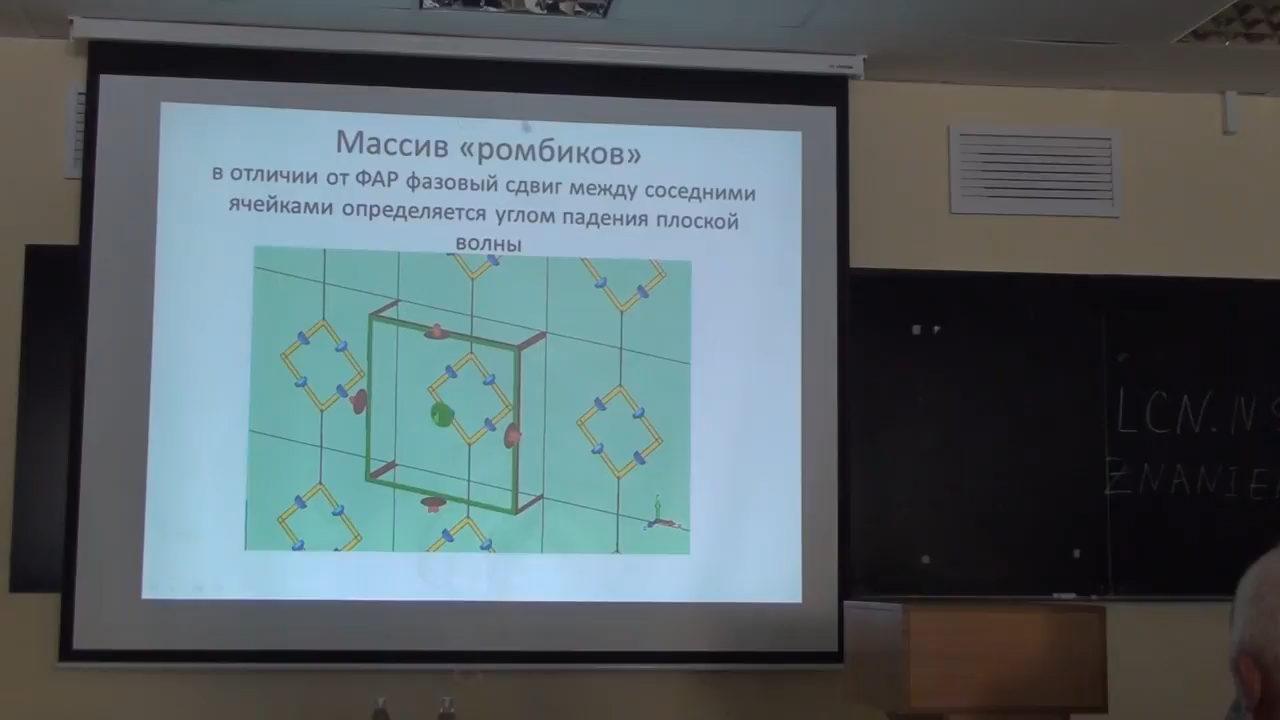 Массив «ромбиков»
в отличии от ФАР фазовый сдвиг между соседними
ячейками определяется углом падения плоской
волны
LCN.N
ZNANIE